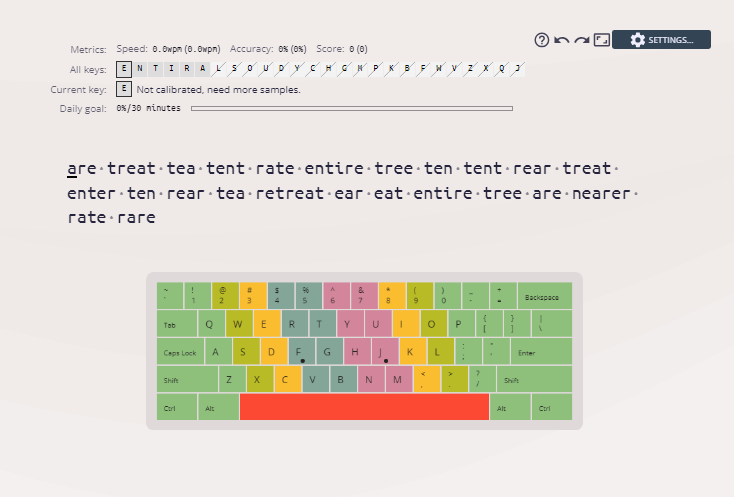 Metrics: Speed: 0.0wpm (0.0wpm) Accuracy: 0% (0%) Score: 0 (0)
SETTINGS...
All keys: E N T I R A L S O U D Y C H G M P K B F W V Z X Q J
Current key: E Not calibrated, need more samples.
Daily goal: 0%/30 minutes
are·treat·tea·tent·rate·entire·tree·ten·tent·rear·treat·
enter·ten·rear·tea·retreat·ear·eat·entire·tree·are·nearer·
rate·rare
~ ! @ # $ % ^ & * ( ) _ +
` 1 2 3 4 5 6 7 8 9 0 - = Backspace
Tab Q W E R T Y U I O P { [ } ] | \
Caps Lock A S D F G H J K L : ; " ' Enter
Shift Z X C V B N M < , > . ? / Shift
Ctrl Alt Alt Ctrl